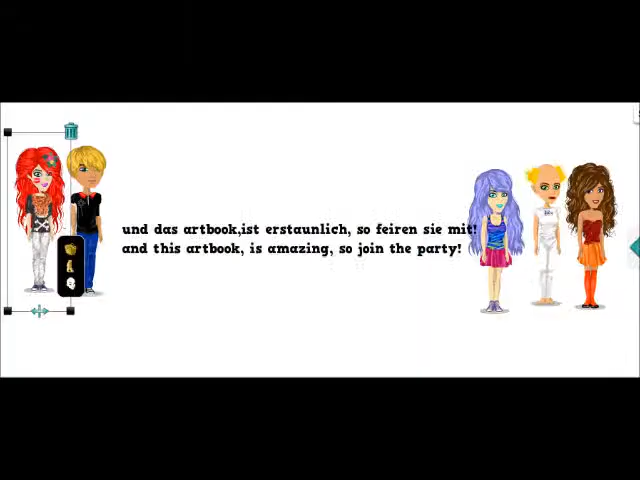 und das artbook,ist erstaunlich, so feiren sie mit!
and this artbook, is amazing, so join the party!